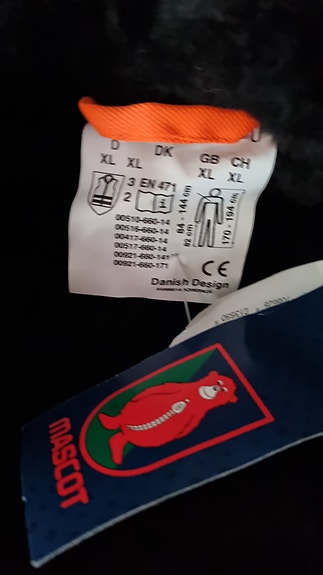 D DK GB CH
XL XL XL XL
3 EN 471
2
00510-660-14
00516-660-14
00417-660-14
00517-660-14
00921-660-141
00921-660-171
84 - 144 cm
82 cm
170 - 194 cm
CE
Danish Design
MASCOT